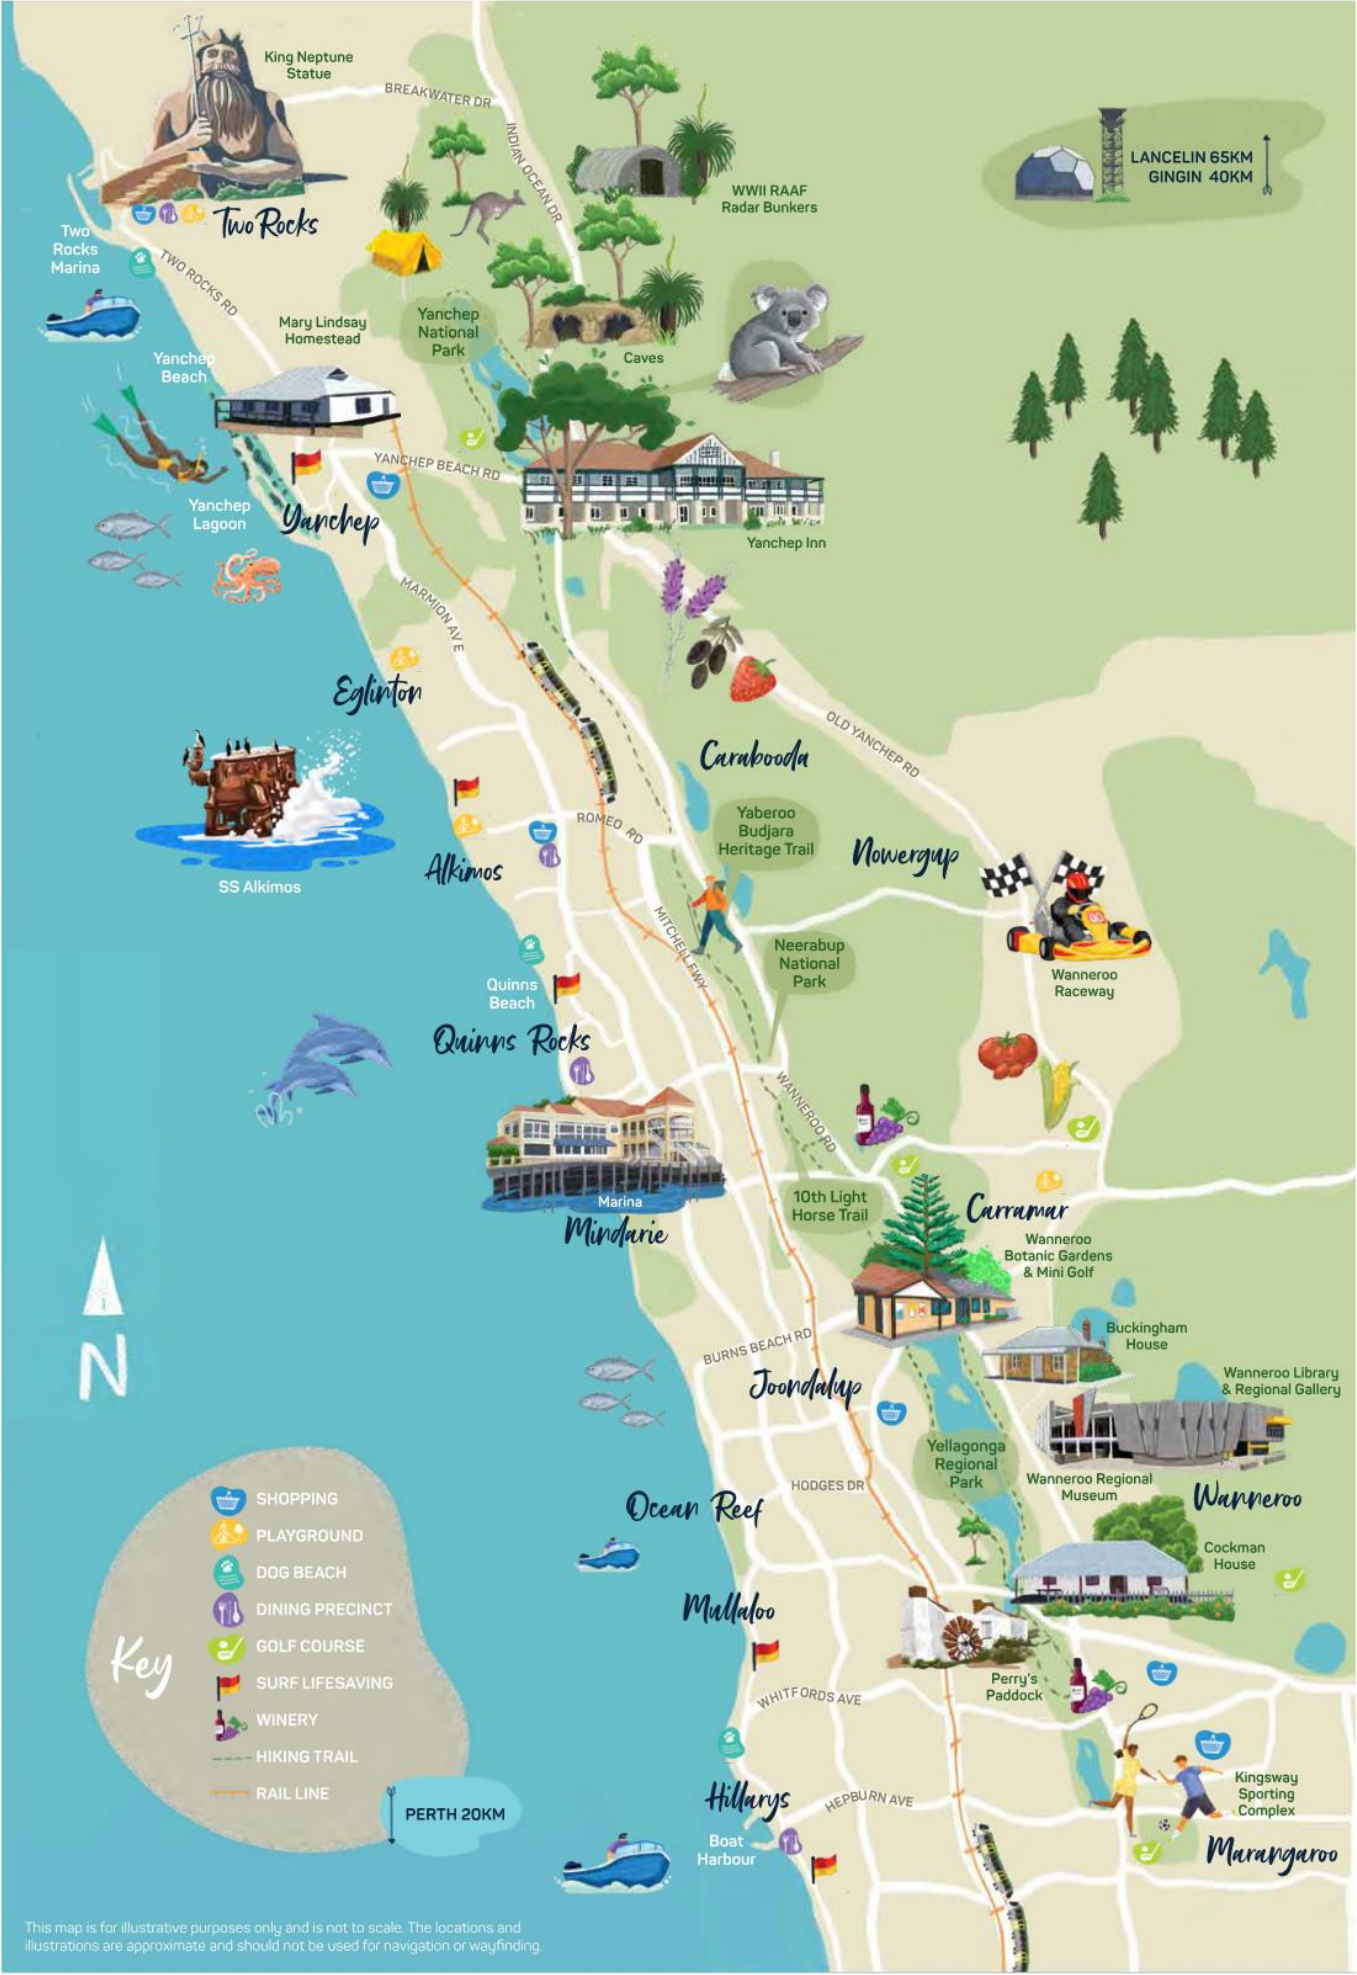 King Neptune
Statue
BREAKWATER DR
INDIAN OCEAN DR
WWII RAAF
Radar Bunkers
LANCELIN 65KM
GINGIN 40KM
Two Rocks
Two
Rocks
Marina
TWO ROCKS RD
Mary Lindsay
Homestead
Yanchep
National
Park
Caves
Yanchep
Beach
YANCHEP BEACH RD
Yanchep
Lagoon
Yanchep
Yanchep Inn
MARMION AVE
Eglinton
OLD YANCHEP RD
Carabooda
SS Alkimos
ROMEO RD
Yaberoo
Budjara
Heritage Trail
Nowergup
Alkimos
MITCHELL FWY
Neerabup
National
Park
00
Wanneroo
Raceway
Quinns
Beach
Quinns Rocks
WANNEROO RD
Marina
Mindarie
10th Light
Horse Trail
Carramar
Wanneroo
Botanic Gardens
& Mini Golf
N
BURNS BEACH RD
Buckingham
House
Joondalup
Wanneroo Library
& Regional Gallery
Yellagonga
Regional
Park
Wanneroo Regional
Museum
Wanneroo
HODGES DR
Ocean Reef
Cockman
House
Mullaloo
Perry's
Paddock
WHITFORDS AVE
Key
SHOPPING
PLAYGROUND
DOG BEACH
DINING PRECINCT
GOLF COURSE
SURF LIFESAVING
WINERY
HIKING TRAIL
RAIL LINE
PERTH 20KM
Hillarys
HEPBURN AVE
Kingsway
Sporting
Complex
Boat
Harbour
Marangaroo
This map is for illustrative purposes only and is not to scale. The locations and
illustrations are approximate and should not be used for navigation or wayfinding.